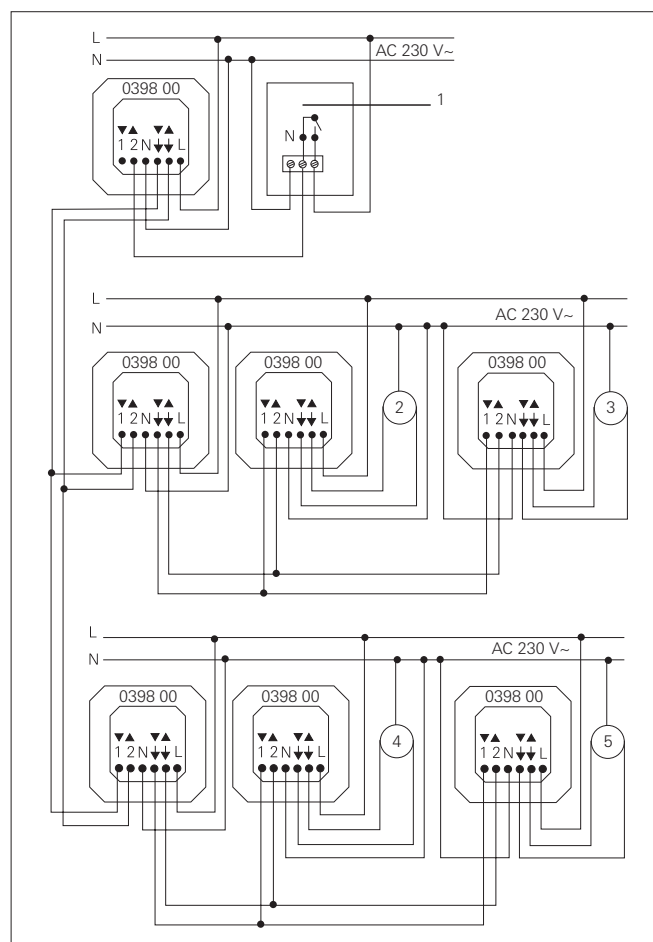 L
AC 230 V~
N
0398 00
1
▼▲ ▼▲
N
1 2 N ↓↓ L
L
AC 230 V~
N
0398 00 0398 00 0398 00
2 3
▼▲ ▼▲ ▼▲ ▼▲ ▼▲ ▼▲
1 2 N ↓↓ L 1 2 N ↓↓ L 1 2 N ↓↓ L
L
AC 230 V~
N
0398 00 0398 00 0398 00
4 5
▼▲ ▼▲ ▼▲ ▼▲ ▼▲ ▼▲
1 2 N ↓↓ L 1 2 N ↓↓ L 1 2 N ↓↓ L